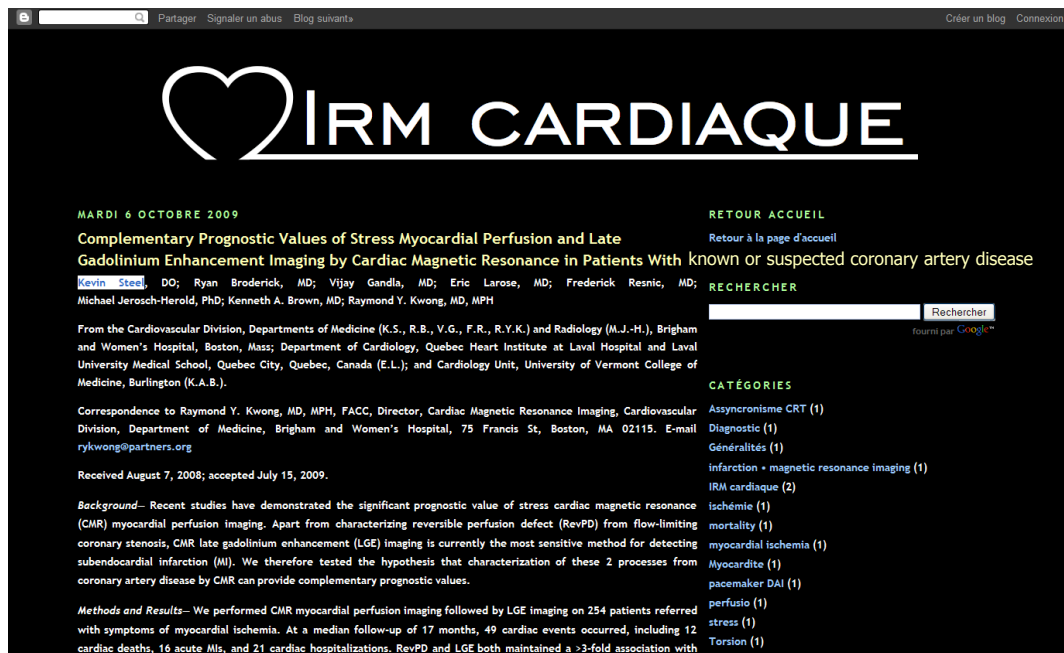 Partager Signaler un abus Blog suivant»
Créer un blog Connexion
IRM CARDIAQUE
MARDI 6 OCTOBRE 2009
Complementary Prognostic Values of Stress Myocardial Perfusion and Late
Gadolinium Enhancement Imaging by Cardiac Magnetic Resonance in Patients With known or suspected coronary artery disease
Kevin Steel, DO; Ryan Broderick, MD; Vijay Gandla, MD; Eric Larose, MD; Frederick Resnic, MD;
Michael Jerosch-Herold, PhD; Kenneth A. Brown, MD; Raymond Y. Kwong, MD, MPH
From the Cardiovascular Division, Departments of Medicine (K.S., R.B., V.G., F.R., R.Y.K.) and Radiology (M.J.-H.), Brigham
and Women's Hospital, Boston, Mass; Department of Cardiology, Quebec Heart Institute at Laval Hospital and Laval
University Medical School, Quebec City, Quebec, Canada (E.L.); and Cardiology Unit, University of Vermont College of
Medicine, Burlington (K.A.B.).
Correspondence to Raymond Y. Kwong, MD, MPH, FACC, Director, Cardiac Magnetic Resonance Imaging, Cardiovascular
Division, Department of Medicine, Brigham and Women's Hospital, 75 Francis St, Boston, MA 02115. E-mail
rykwong@partners.org
Received August 7, 2008; accepted July 15, 2009.
Background— Recent studies have demonstrated the significant prognostic value of stress cardiac magnetic resonance
(CMR) myocardial perfusion imaging. Apart from characterizing reversible perfusion defect (RevPD) from flow-limiting
coronary stenosis, CMR late gadolinium enhancement (LGE) imaging is currently the most sensitive method for detecting
subendocardial infarction (MI). We therefore tested the hypothesis that characterization of these 2 processes from
coronary artery disease by CMR can provide complementary prognostic values.
Methods and Results— We performed CMR myocardial perfusion imaging followed by LGE imaging on 254 patients referred
with symptoms of myocardial ischemia. At a median follow-up of 17 months, 49 cardiac events occurred, including 12
cardiac deaths, 16 acute MIs, and 21 cardiac hospitalizations. RevPD and LGE both maintained a >3-fold association with
RETOUR ACCUEIL
Retour à la page d'accueil
RECHERCHER
Rechercher
fourni par Google™
CATÉGORIES
Assyncronisme CRT (1)
Diagnostic (1)
Généralités (1)
infarction • magnetic resonance imaging (1)
IRM cardiaque (2)
ischémie (1)
mortality (1)
myocardial ischemia (1)
Myocardite (1)
pacemaker DAI (1)
perfusio (1)
stress (1)
Torsion (1)